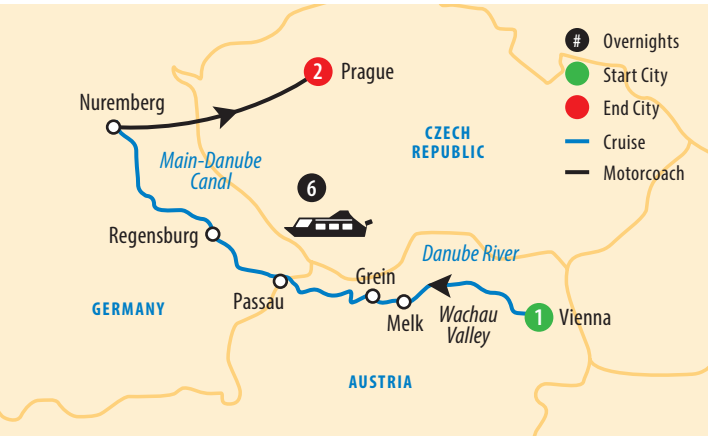 # Overnights
Start City
End City
Cruise
Motorcoach
2 Prague
Nuremberg
CZECH
REPUBLIC
Main-Danube
Canal
6
Regensburg
Danube River
Grein
Passau
Melk
Wachau
Valley
1 Vienna
GERMANY
AUSTRIA